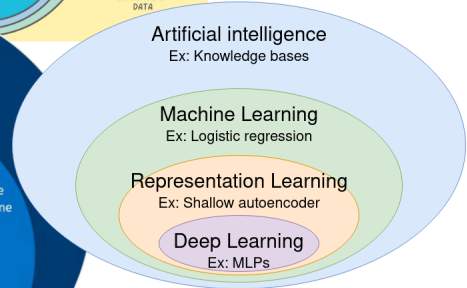 DATA
Artificial intelligence
Ex: Knowledge bases
Machine Learning
Ex: Logistic regression
Representation Learning
Ex: Shallow autoencoder
Deep Learning
Ex: MLPs